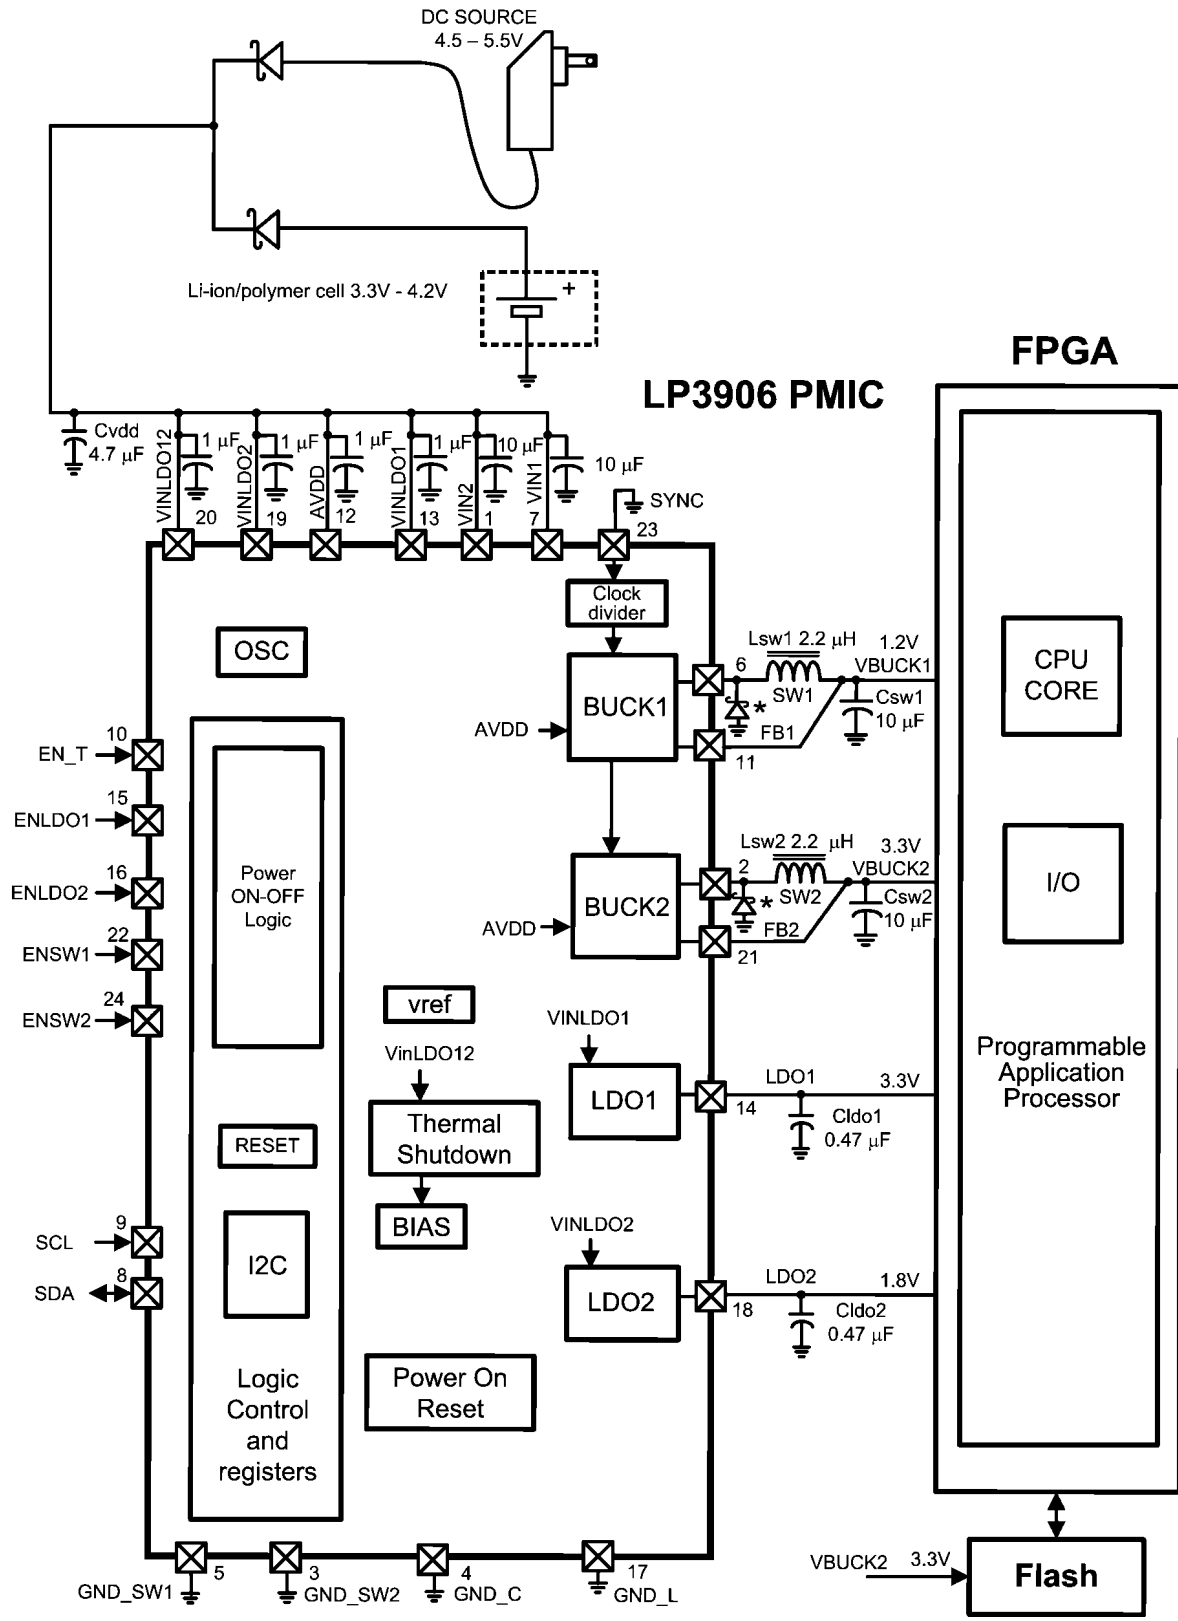 DC SOURCE
4.5 – 5.5V
Li-ion/polymer cell 3.3V - 4.2V
+
FPGA
LP3906 PMIC
Cvdd
4.7 μF
VINLDO12
1 μF
VINLDO2
1 μF
AVDD
1 μF
VINLDO1
1 μF
VIN2
10 μF
VIN1
10 μF
SYNC
20
19
12
13
1
7
23
Clock
divider
OSC
BUCK1
AVDD
6
Lsw1 2.2 μH
SW1
1.2V
VBUCK1
*
Csw1
10 μF
FB1
11
CPU
CORE
10
EN_T
15
ENLDO1
16
ENLDO2
22
ENSW1
24
ENSW2
Power
ON-OFF
Logic
BUCK2
AVDD
2
Lsw2 2.2 μH
SW2
3.3V
VBUCK2
*
Csw2
10 μF
FB2
21
I/O
vref
VinLDO12
Thermal
Shutdown
BIAS
VINLDO1
LDO1
14
LDO1
3.3V
Cldo1
0.47 μF
Programmable
Application
Processor
RESET
9
SCL
8
SDA
I2C
VINLDO2
LDO2
18
LDO2
1.8V
Cldo2
0.47 μF
Power On
Reset
Logic
Control
and
registers
5
GND_SW1
3
GND_SW2
4
GND_C
17
GND_L
VBUCK2
3.3V
Flash